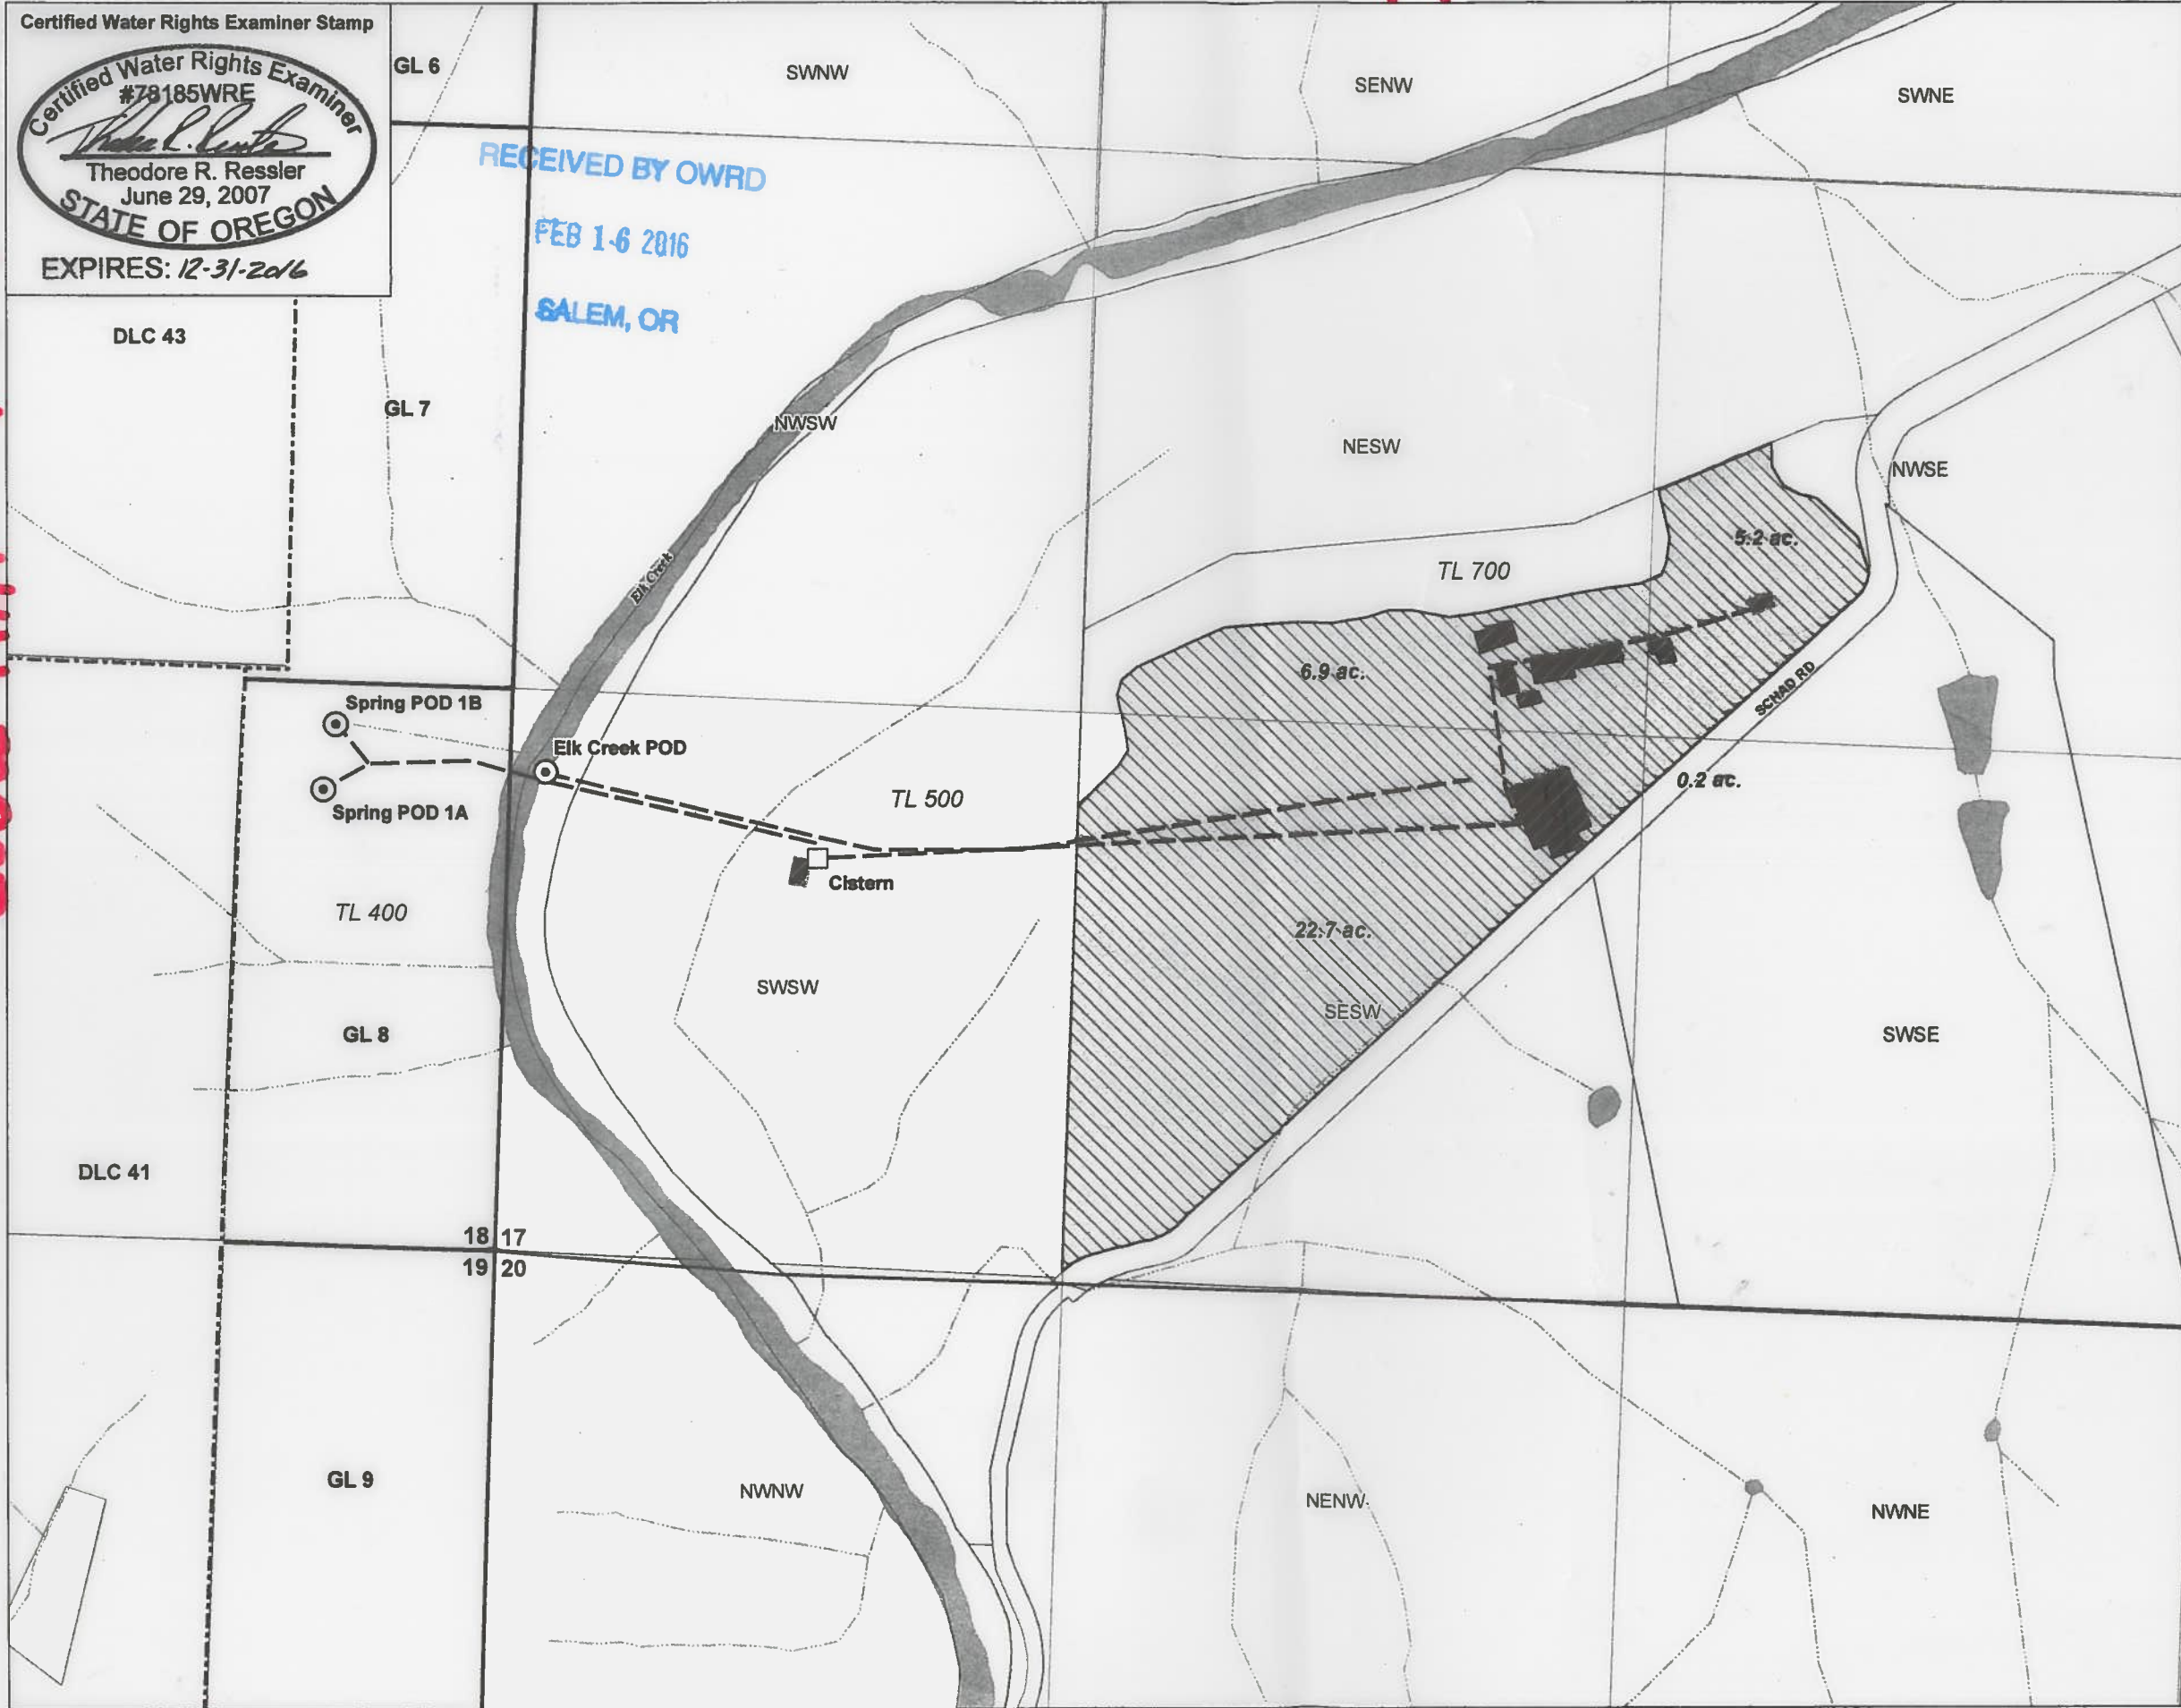 Certified Water Rights Examiner Stamp
Certified Water Rights Examiner
#78185WRE
Theodore R. Ressler
June 29, 2007
STATE OF OREGON
EXPIRES: 12-31-2016
GL 6
SWNW
SENW
SWNE
RECEIVED BY OWRD
FEB 16 2016
SALEM, OR
DLC 43
GL 7
NWSW
NESW
NWSE
Elk Creek
TL 700
5.2 ac.
6.9 ac.
SCHAD RD
Spring POD 1B
Elk Creek POD
Spring POD 1A
TL 500
0.2 ac.
Cistern
TL 400
22.7 ac.
SWSW
SESW
GL 8
SWSE
DLC 41
18 17
19 20
GL 9
NWNW
NENW
NWNE